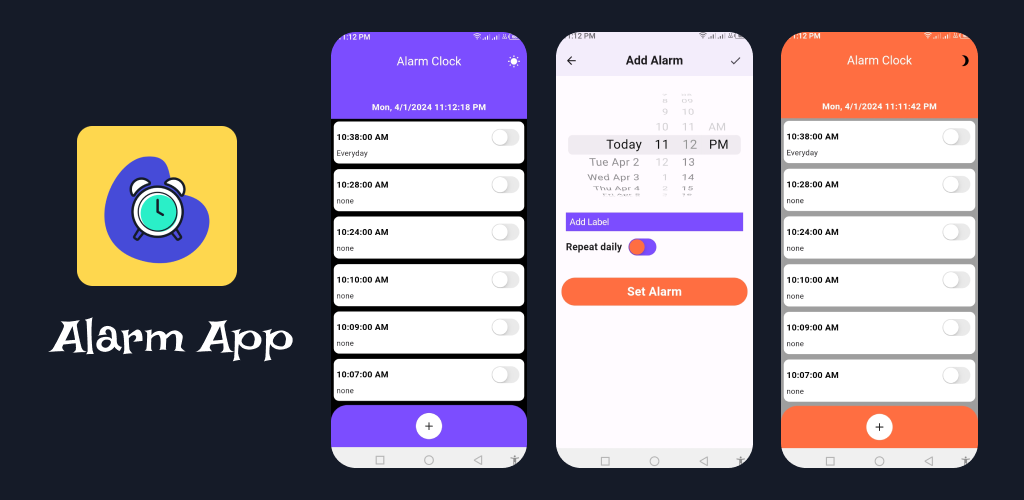 Alarm App
1:12 PM
Alarm Clock
Mon, 4/1/2024 11:12:18 PM
10:38:00 AM
Everyday
10:28:00 AM
none
10:24:00 AM
none
10:10:00 AM
none
10:09:00 AM
none
10:07:00 AM
none
+
:12 PM
Add Alarm
8 09
9 10
10 11 AM
Today 11 12 PM
Tue Apr 2 12 13
Wed Apr 3 1 14
Thu Apr 4 2 15
Add Label
Repeat daily
Set Alarm
:12 PM
Alarm Clock
Mon, 4/1/2024 11:11:42 PM
10:38:00 AM
Everyday
10:28:00 AM
none
10:24:00 AM
none
10:10:00 AM
none
10:09:00 AM
none
10:07:00 AM
none
+